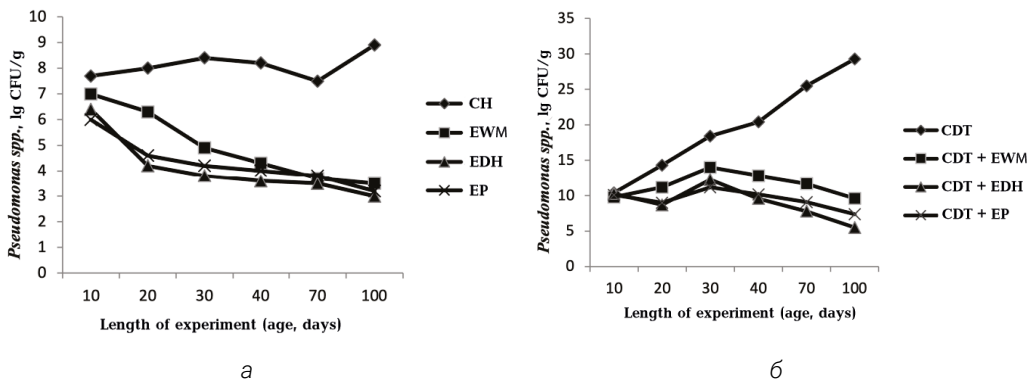 10
9
8
7
6
5
4
3
2
1
0
Pseudomonas spp., lg CFU/g
10 20 30 40 70 100
Length of experiment (age, days)
CH
EWM
EDH
EP
а
35
30
25
20
15
10
5
0
Pseudomonas spp., lg CFU/g
10 20 30 40 70 100
Length of experiment (age, days)
CDT
CDT + EWM
CDT + EDH
CDT + EP
б